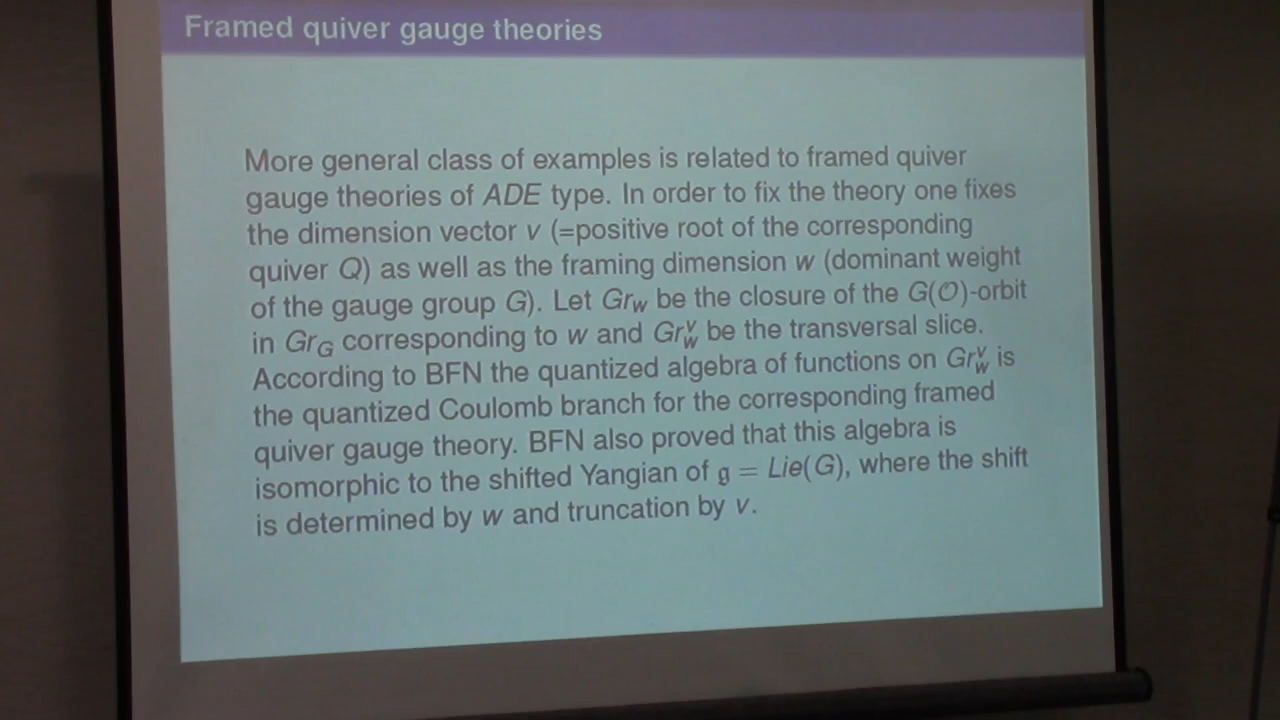 Framed quiver gauge theories
More general class of examples is related to framed quiver
gauge theories of ADE type. In order to fix the theory one fixes
the dimension vector v (=positive root of the corresponding
quiver Q) as well as the framing dimension w (dominant weight
of the gauge group G). Let Gr_w be the closure of the G(𝒪)-orbit
in Gr_G corresponding to w and Gr_w^v be the transversal slice.
According to BFN the quantized algebra of functions on Gr_w^v is
the quantized Coulomb branch for the corresponding framed
quiver gauge theory. BFN also proved that this algebra is
isomorphic to the shifted Yangian of g = Lie(G), where the shift
is determined by w and truncation by v.